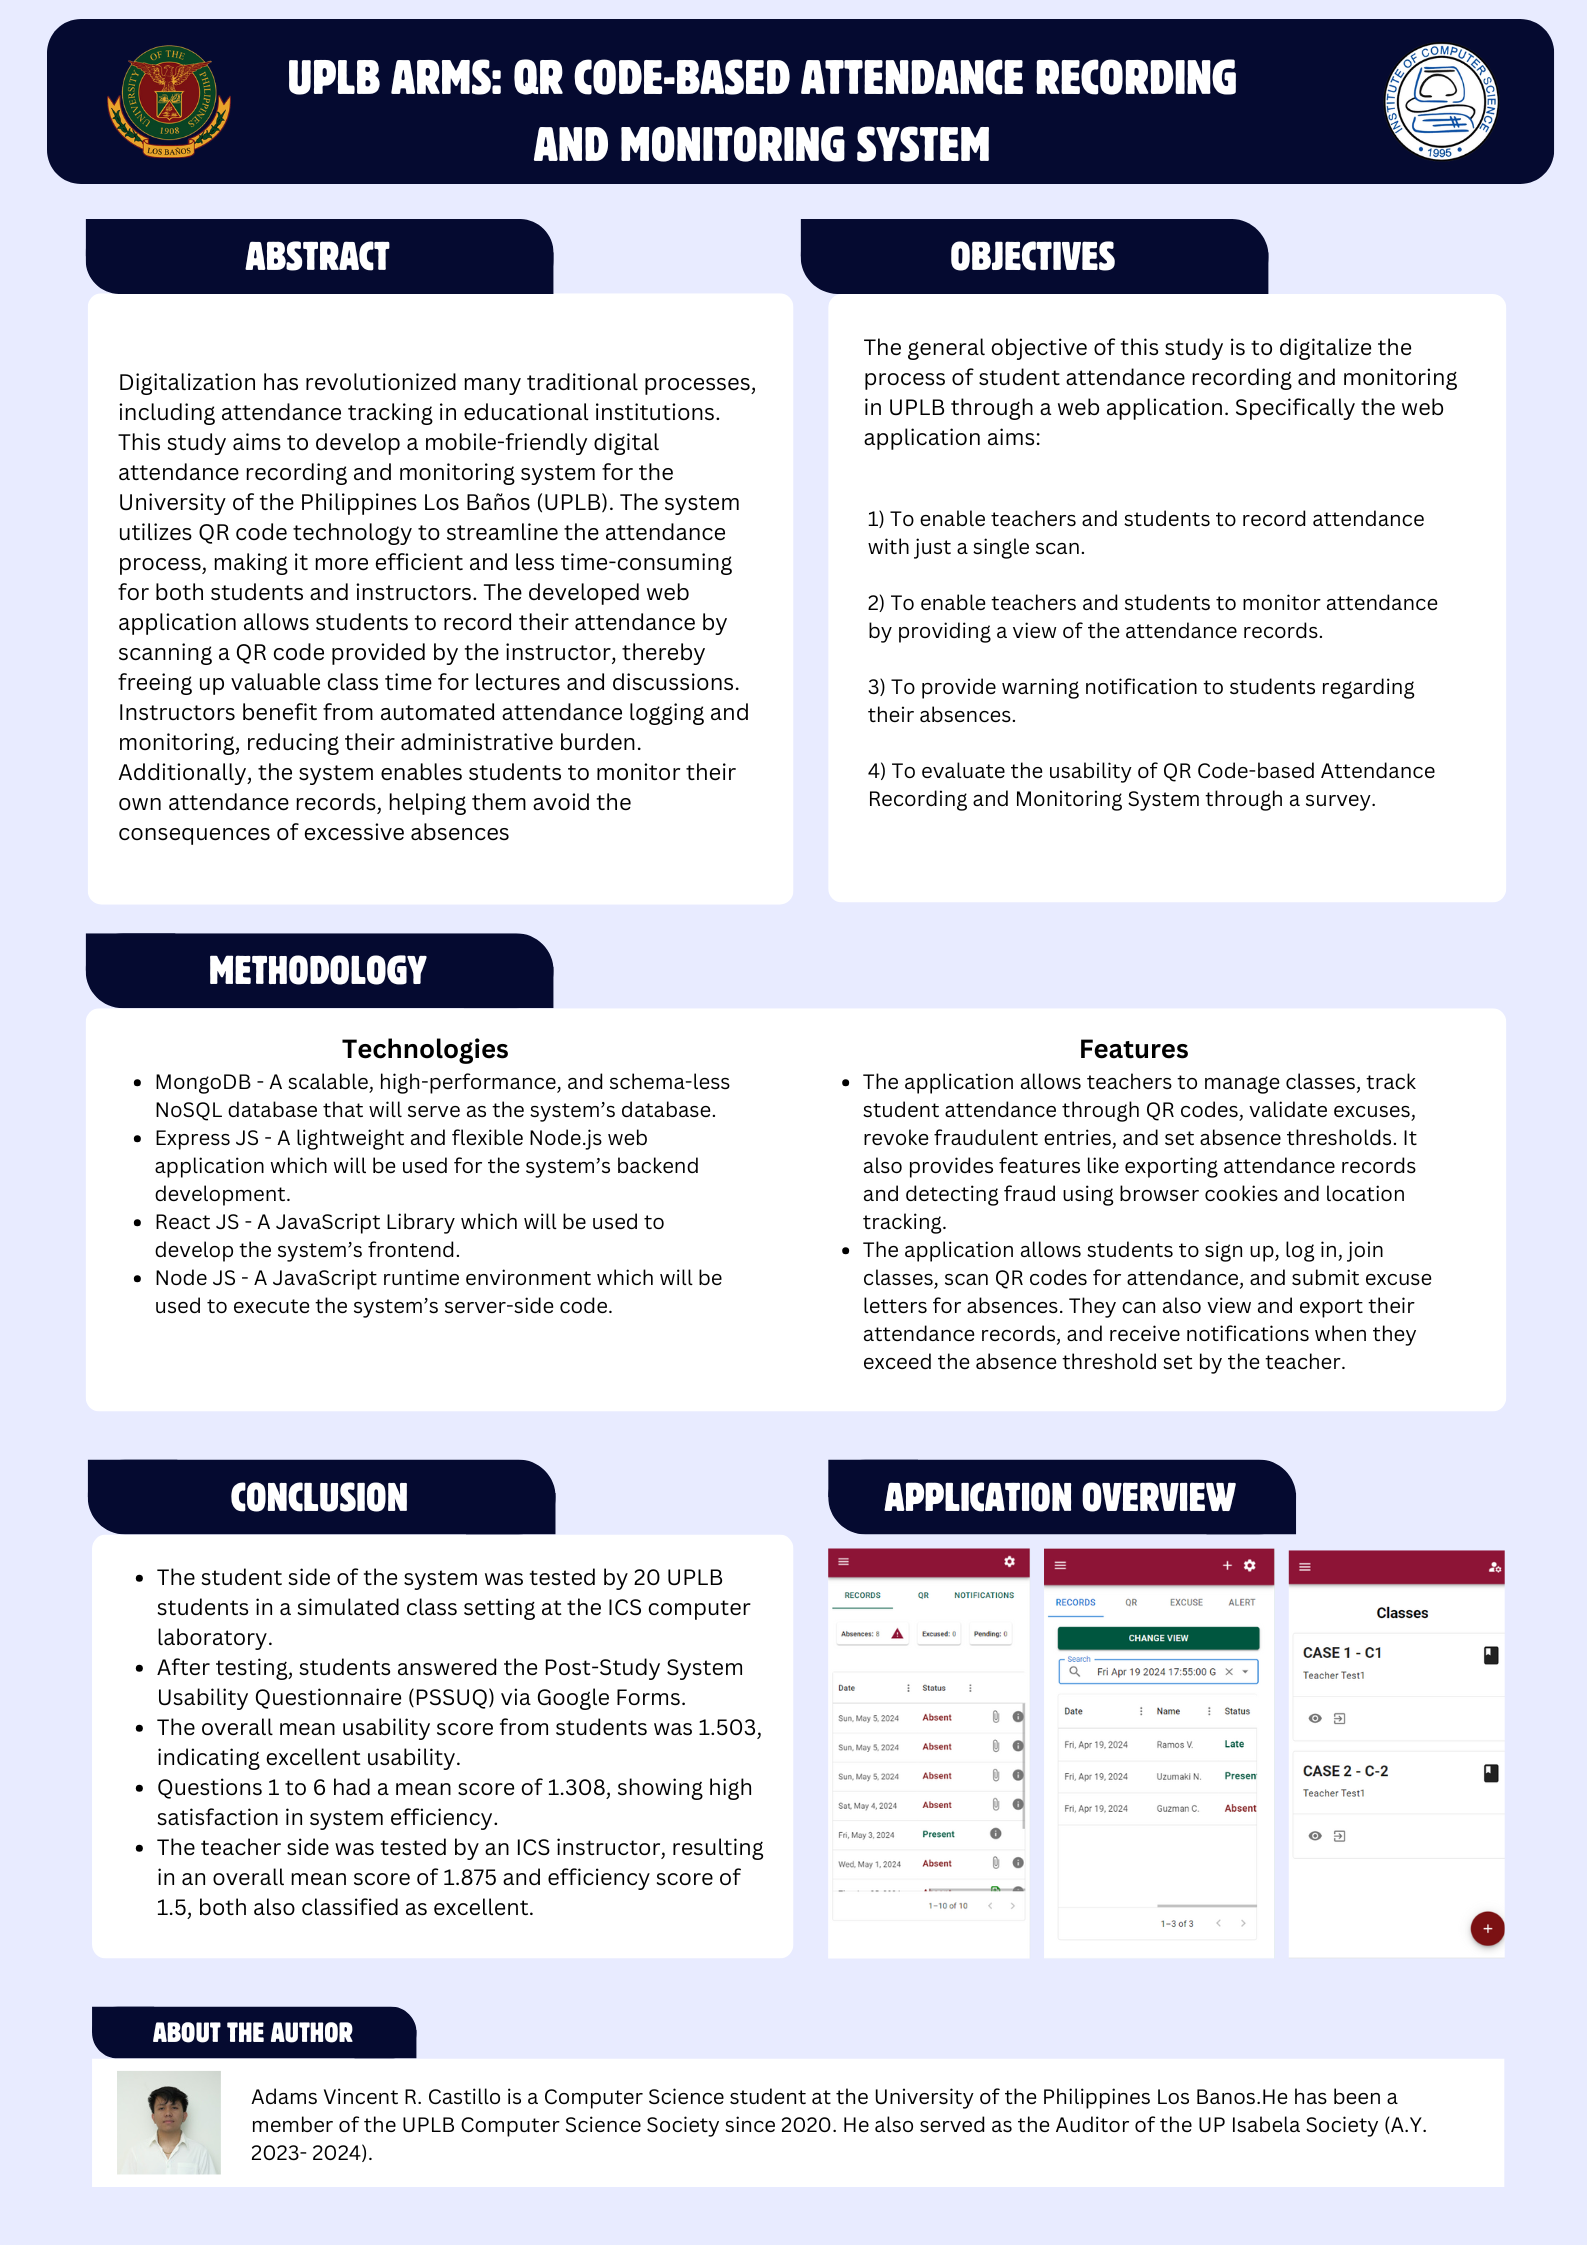 UPLB ARMS: QR CODE-BASED ATTENDANCE RECORDING
AND MONITORING SYSTEM
UNIVERSITY OF THE PHILIPPINES
1908
LOS BAÑOS
INSTITUTE OF COMPUTER SCIENCE
• 1995 •
ABSTRACT
Digitalization has revolutionized many traditional processes,
including attendance tracking in educational institutions.
This study aims to develop a mobile-friendly digital
attendance recording and monitoring system for the
University of the Philippines Los Baños (UPLB). The system
utilizes QR code technology to streamline the attendance
process, making it more efficient and less time-consuming
for both students and instructors. The developed web
application allows students to record their attendance by
scanning a QR code provided by the instructor, thereby
freeing up valuable class time for lectures and discussions.
Instructors benefit from automated attendance logging and
monitoring, reducing their administrative burden.
Additionally, the system enables students to monitor their
own attendance records, helping them avoid the
consequences of excessive absences
OBJECTIVES
The general objective of this study is to digitalize the
process of student attendance recording and monitoring
in UPLB through a web application. Specifically the web
application aims:
1) To enable teachers and students to record attendance
with just a single scan.
2) To enable teachers and students to monitor attendance
by providing a view of the attendance records.
3) To provide warning notification to students regarding
their absences.
4) To evaluate the usability of QR Code-based Attendance
Recording and Monitoring System through a survey.
METHODOLOGY
Technologies
• MongoDB - A scalable, high-performance, and schema-less
NoSQL database that will serve as the system's database.
• Express JS - A lightweight and flexible Node.js web
application which will be used for the system's backend
development.
• React JS - A JavaScript Library which will be used to
develop the system's frontend.
• Node JS - A JavaScript runtime environment which will be
used to execute the system's server-side code.
Features
• The application allows teachers to manage classes, track
student attendance through QR codes, validate excuses,
revoke fraudulent entries, and set absence thresholds. It
also provides features like exporting attendance records
and detecting fraud using browser cookies and location
tracking.
• The application allows students to sign up, log in, join
classes, scan QR codes for attendance, and submit excuse
letters for absences. They can also view and export their
attendance records, and receive notifications when they
exceed the absence threshold set by the teacher.
CONCLUSION
• The student side of the system was tested by 20 UPLB
students in a simulated class setting at the ICS computer
laboratory.
• After testing, students answered the Post-Study System
Usability Questionnaire (PSSUQ) via Google Forms.
• The overall mean usability score from students was 1.503,
indicating excellent usability.
• Questions 1 to 6 had a mean score of 1.308, showing high
satisfaction in system efficiency.
• The teacher side was tested by an ICS instructor, resulting
in an overall mean score of 1.875 and efficiency score of
1.5, both also classified as excellent.
APPLICATION OVERVIEW
RECORDS QR NOTIFICATIONS
Absences: 8 Excused: 0 Pending: 0
Date Status
Sun, May 5, 2024 Absent
Sun, May 5, 2024 Absent
Sun, May 5, 2024 Absent
Sat, May 4, 2024 Absent
Fri, May 3, 2024 Present
Wed, May 1, 2024 Absent
1–10 of 10
RECORDS QR EXCUSE ALERT
CHANGE VIEW
Search
Fri Apr 19 2024 17:55:00 G
Date Name Status
Fri, Apr 19, 2024 Ramos V. Late
Fri, Apr 19, 2024 Uzumaki N. Presen
Fri, Apr 19, 2024 Guzman C. Absent
1–3 of 3
Classes
CASE 1 - C1
Teacher Test1
CASE 2 - C-2
Teacher Test1
+
ABOUT THE AUTHOR
Adams Vincent R. Castillo is a Computer Science student at the University of the Philippines Los Banos.He has been a
member of the UPLB Computer Science Society since 2020. He also served as the Auditor of the UP Isabela Society (A.Y.
2023- 2024).